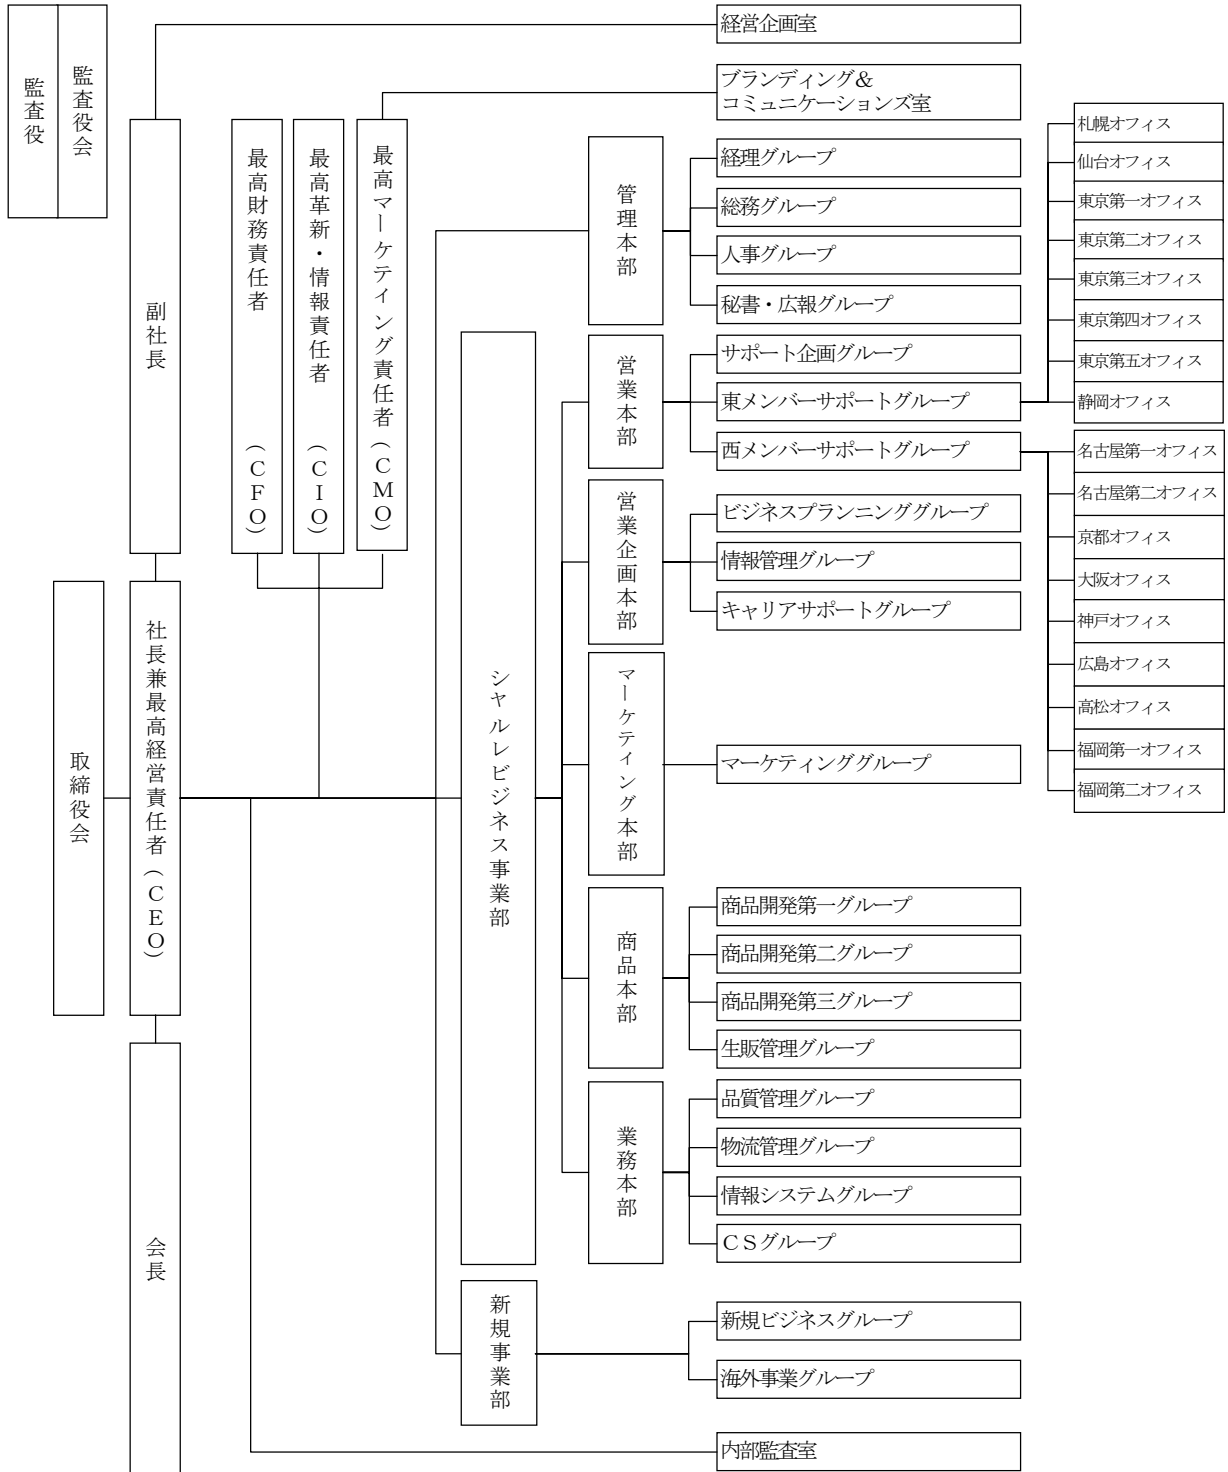 監査役
監査役会
取締役会
副社長
社長兼最高経営責任者（CEO）
会長
最高財務責任者（CFO）
最高革新・情報責任者（CIO）
最高マーケティング責任者（CMO）
経営企画室
ブランディング＆
コミュニケーションズ室
管理本部
経理グループ
総務グループ
人事グループ
秘書・広報グループ
シャルレビジネス事業部
営業本部
サポート企画グループ
東メンバーサポートグループ
札幌オフィス
仙台オフィス
東京第一オフィス
東京第二オフィス
東京第三オフィス
東京第四オフィス
東京第五オフィス
静岡オフィス
西メンバーサポートグループ
名古屋第一オフィス
名古屋第二オフィス
京都オフィス
大阪オフィス
神戸オフィス
広島オフィス
高松オフィス
福岡第一オフィス
福岡第二オフィス
営業企画本部
ビジネスプランニンググループ
情報管理グループ
キャリアサポートグループ
マーケティング本部
マーケティンググループ
商品本部
商品開発第一グループ
商品開発第二グループ
商品開発第三グループ
生販管理グループ
業務本部
品質管理グループ
物流管理グループ
情報システムグループ
ＣＳグループ
新規事業部
新規ビジネスグループ
海外事業グループ
内部監査室